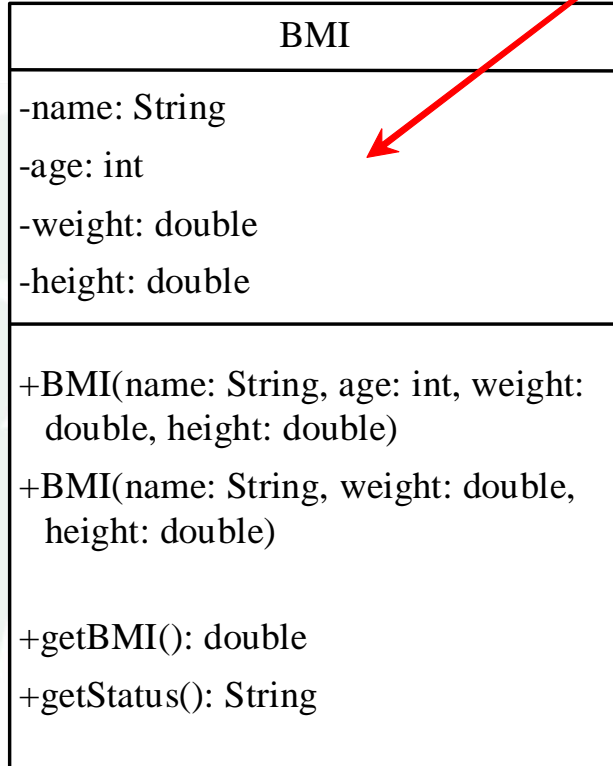 BMI
-name: String
-age: int
-weight: double
-height: double
+BMI(name: String, age: int, weight:
double, height: double)
+BMI(name: String, weight: double,
height: double)
+getBMI(): double
+getStatus(): String